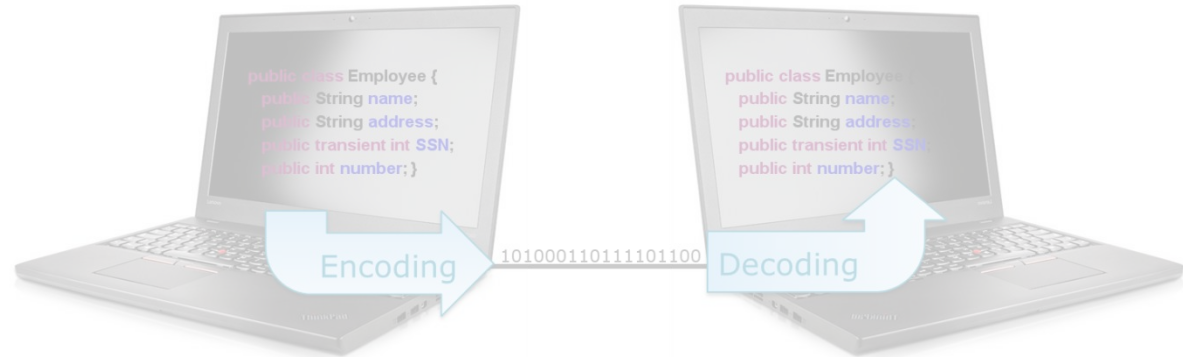 public class Employee {
public String name;
public String address;
public transient int SSN;
public int number; }
public class Employee {
public String name;
public String address;
public transient int SSN;
public int number; }
Encoding
101000110111101100
Decoding
ThinkPad